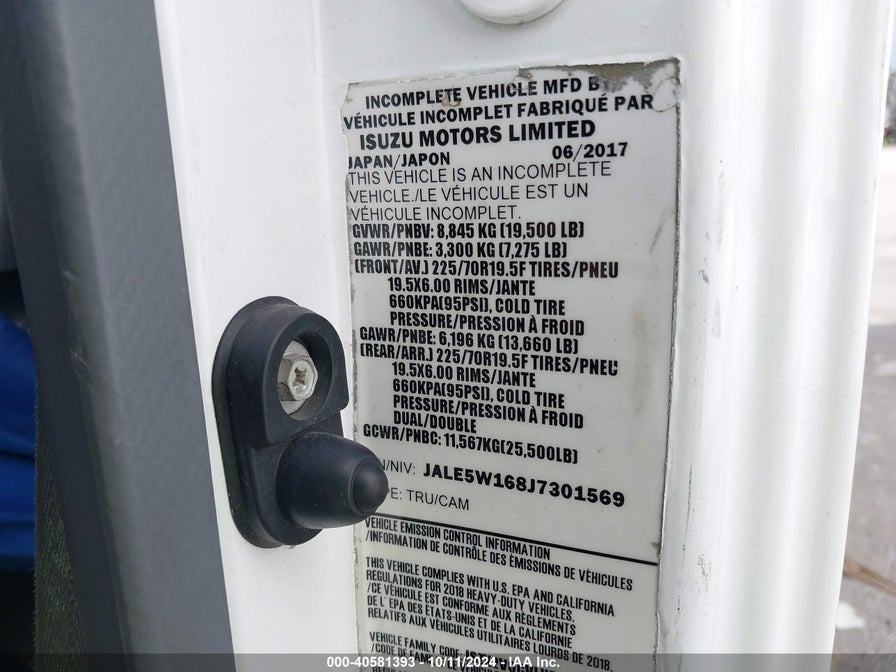 INCOMPLETE VEHICLE MFD B
VÉHICULE INCOMPLET FABRIQUÉ PAR
ISUZU MOTORS LIMITED
JAPAN/JAPON 06/2017
THIS VEHICLE IS AN INCOMPLETE
VEHICLE./LE VÉHICULE EST UN
VÉHICULE INCOMPLET.
GVWR/PNBV: 8,845 KG (19,500 LB)
GAWR/PNBE: 3,300 KG (7,275 LB)
(FRONT/AV.) 225/70R19.5F TIRES/PNEU
19.5X6.00 RIMS/JANTE
660KPA(95PSI), COLD TIRE
PRESSURE/PRESSION À FROID
GAWR/PNBE: 6,196 KG (13,660 LB)
(REAR/ARR.) 225/70R19.5F TIRES/PNEU
19.5X6.00 RIMS/JANTE
660KPA(95PSI), COLD TIRE
PRESSURE/PRESSION À FROID
DUAL/DOUBLE
GCWR/PNBC: 11,567KG(25,500LB)
N/NIV: JALE5W168J7301569
PE: TRU/CAM
VEHICLE EMISSION CONTROL INFORMATION
/INFORMATION DE CONTRÔLE DES ÉMISSIONS DE VÉHICULES
THIS VEHICLE COMPLIES WITH U.S. EPA AND CALIFORNIA
REGULATIONS FOR 2018 HEAVY-DUTY VEHICLES.
/CE VÉHICULE EST CONFORME AUX RÈGLEMENTS
DE L'EPA DES ÉTATS-UNIS ET DE LA CALIFORNIE
RELATIFS AUX VÉHICULES UTILITAIRES LOURDS DE 2018.
VEHICLE FAMILY CODE:
/CODE DE
000-40581393 - 10/11/2024 - IAA Inc.